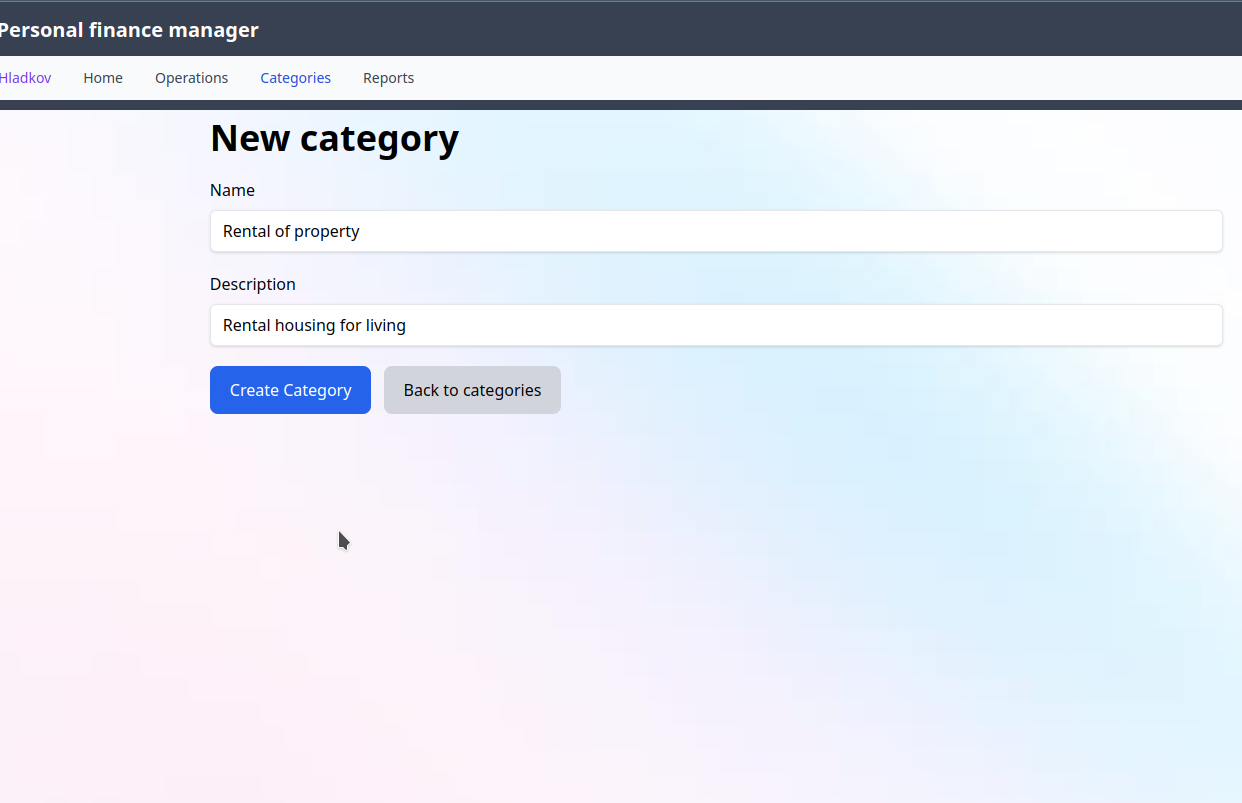 Personal finance manager
Hladkov Home Operations Categories Reports
New category
Name
Rental of property
Description
Rental housing for living
Create Category Back to categories